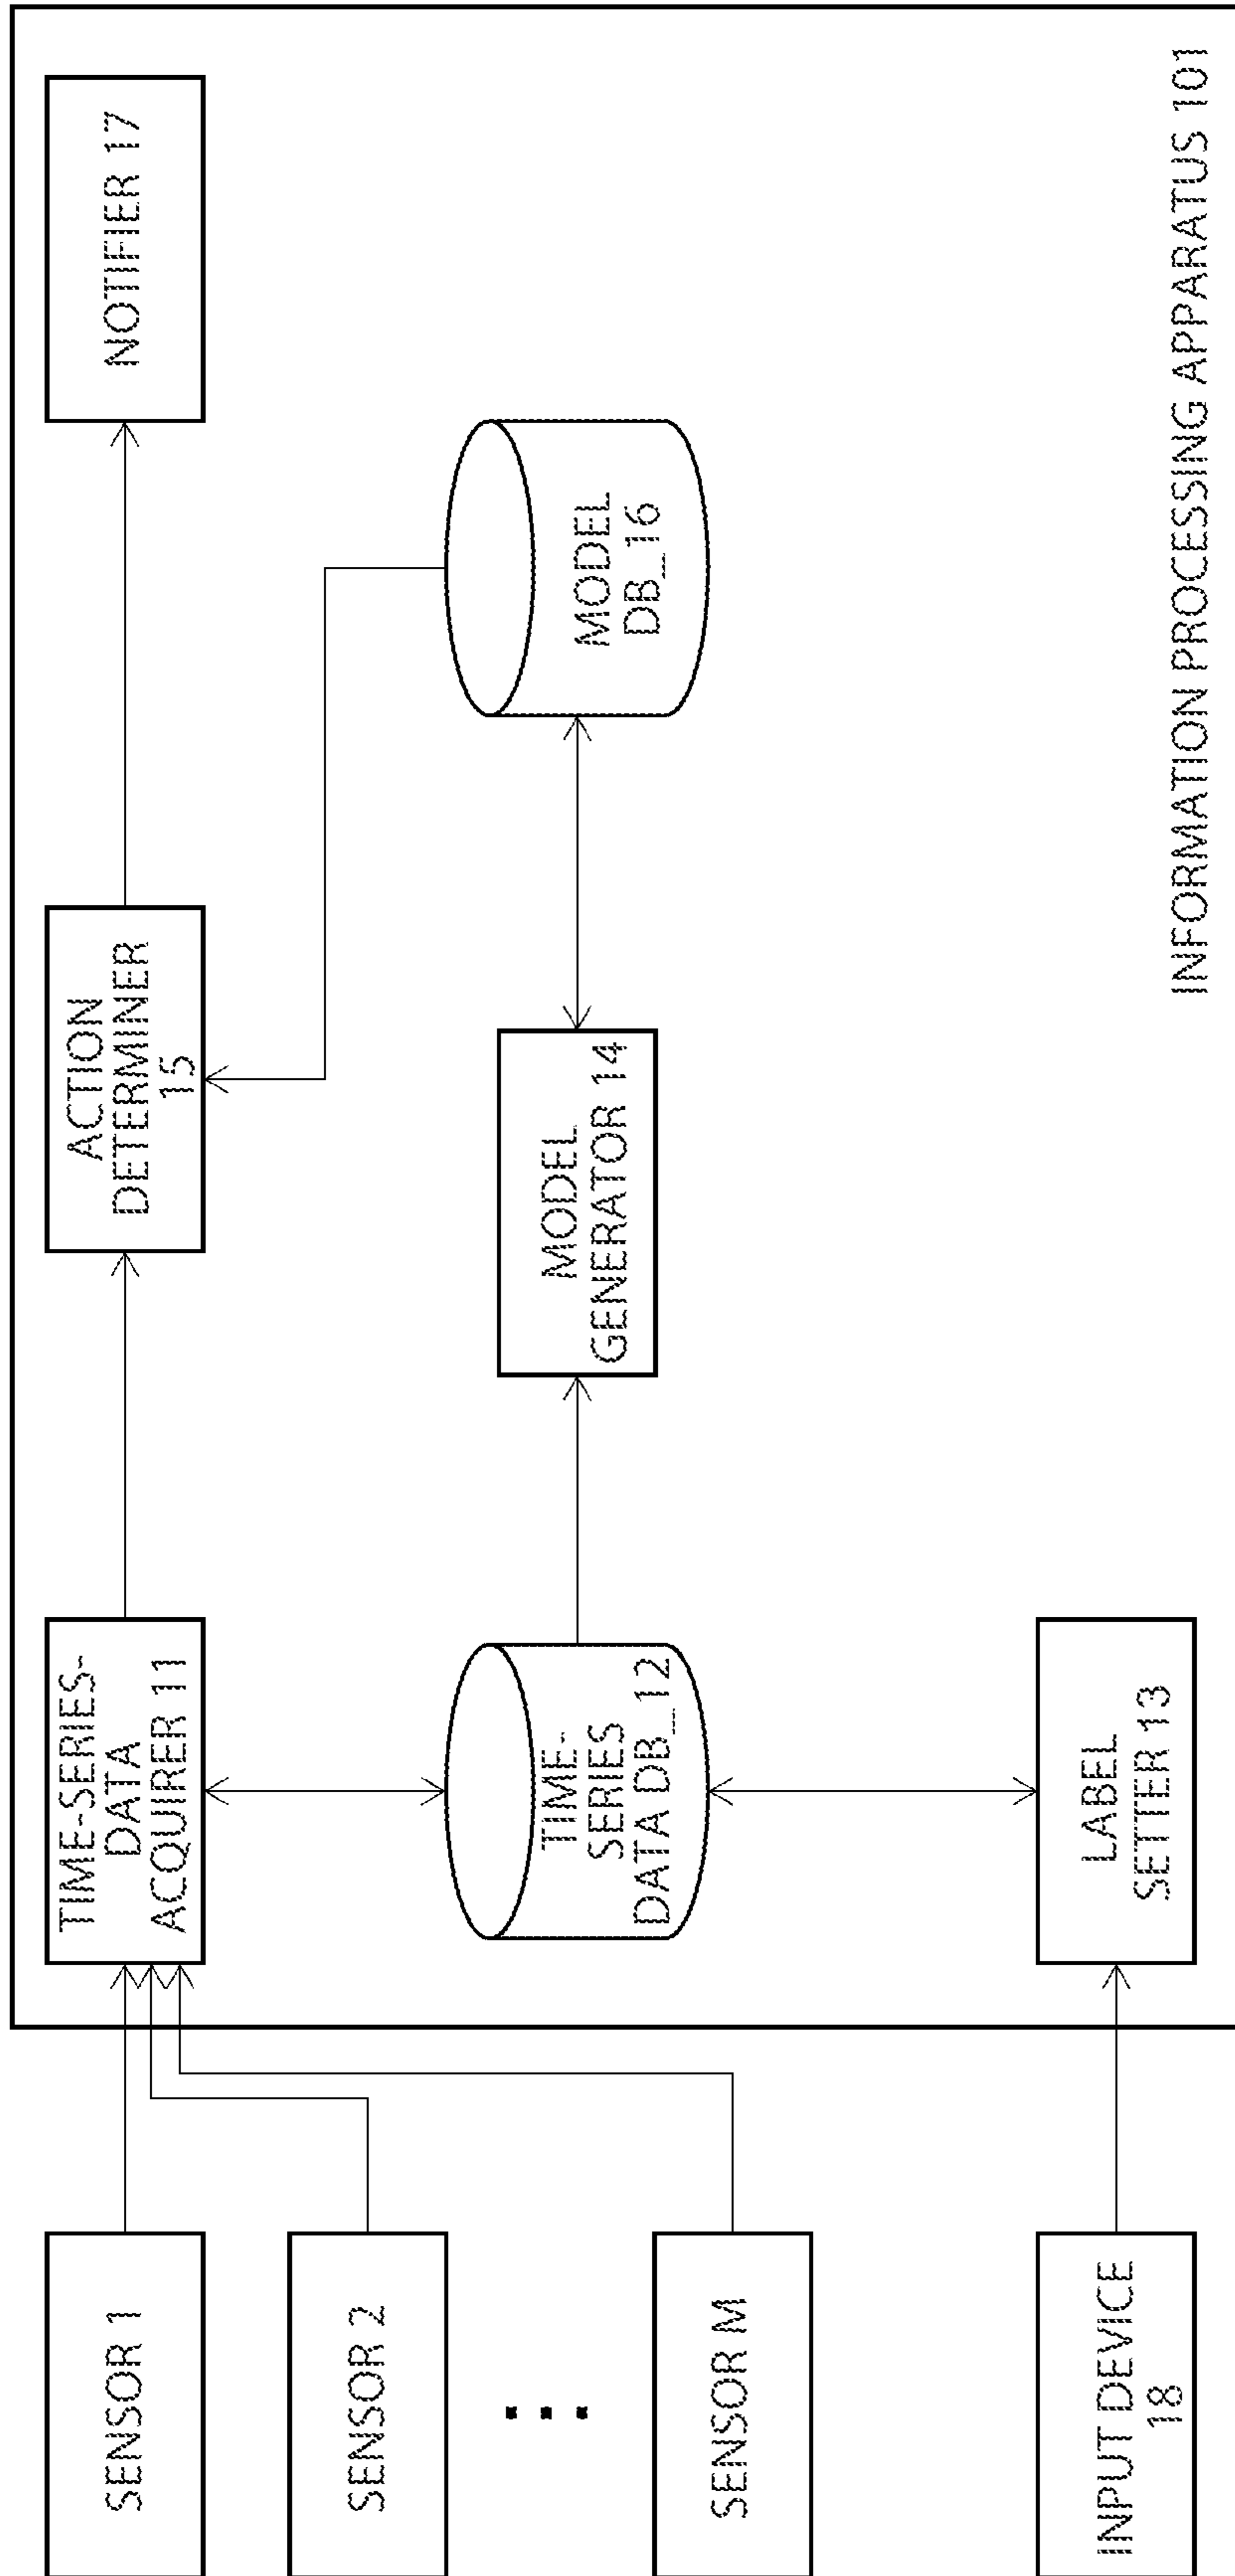 SENSOR 1
SENSOR 2
SENSOR M
INPUT DEVICE
18
TIME-SERIES-
DATA
ACQUIRER 11
TIME-
SERIES
DATA DB_12
LABEL
SETTER 13
ACTION
DETERMINER
15
MODEL
GENERATOR 14
NOTIFIER 17
MODEL
DB_16
INFORMATION PROCESSING APPARATUS 101